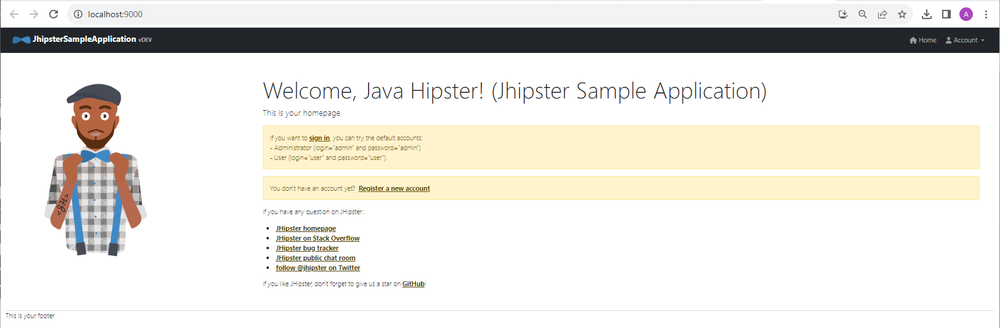 localhost:9000
A
JhipsterSampleApplication vDEV
Home Account
Welcome, Java Hipster! (Jhipster Sample Application)
This is your homepage
If you want to sign in, you can try the default accounts:
- Administrator (login="admin" and password="admin")
- User (login="user" and password="user").
You don't have an account yet? Register a new account
If you have any question on JHipster:
JHipster homepage
JHipster on Stack Overflow
JHipster bug tracker
JHipster public chat room
follow @jhipster on Twitter
If you like JHipster, don't forget to give us a star on GitHub!
<JH>
This is your footer